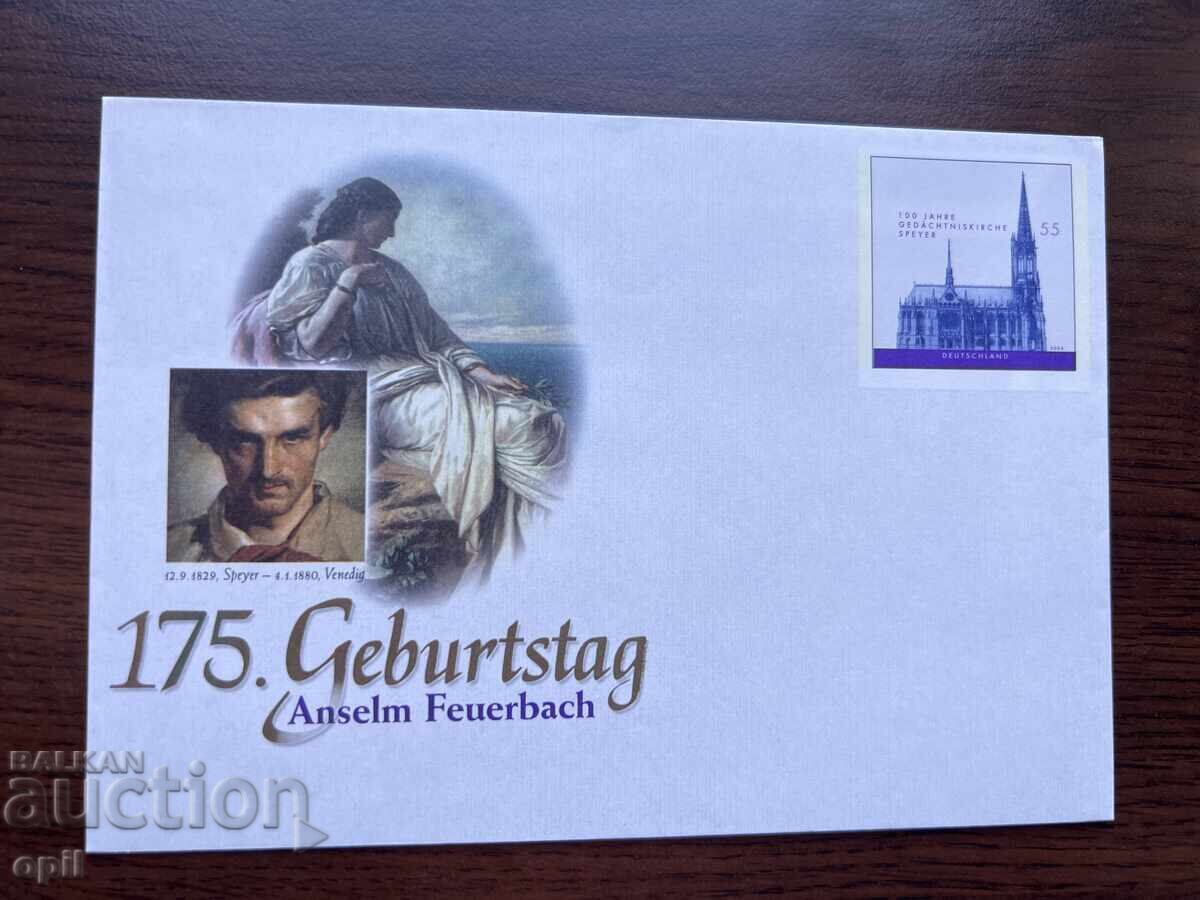 100 JAHRE
GEDÄCHTNISKIRCHE
SPEYER
55
2004
DEUTSCHLAND
12.9.1829, Speyer – 4.1.1880, Venedig
175. Geburtstag
Anselm Feuerbach
BALKAN
auction
opil